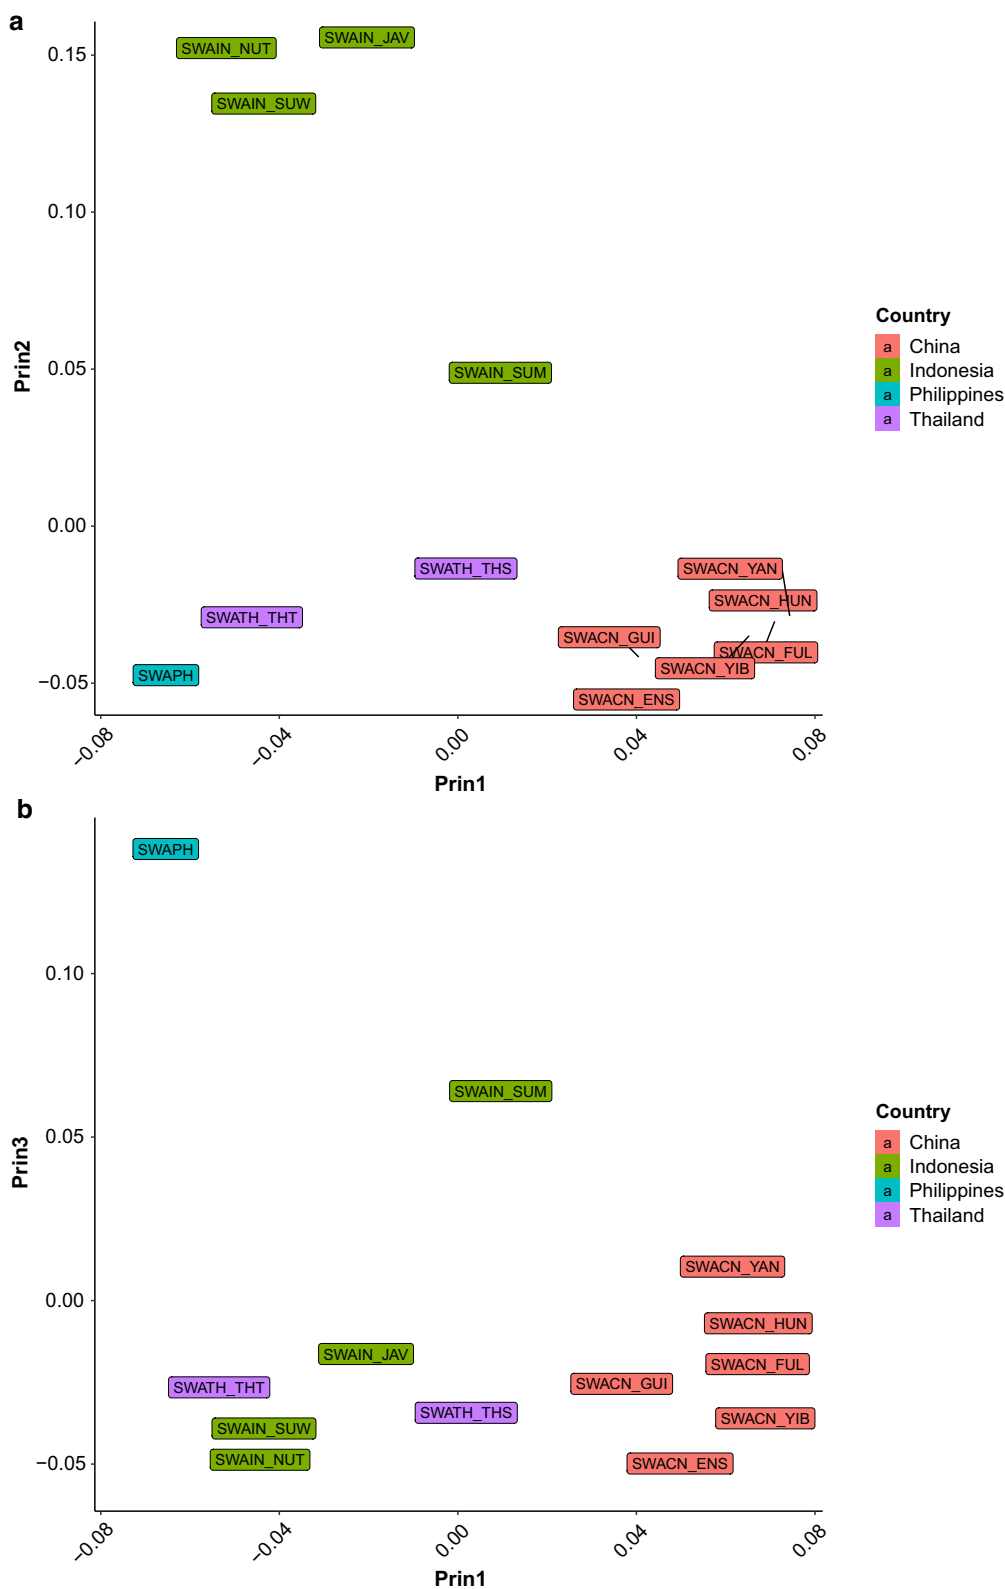 a
SWAIN_JAV
SWAIN_NUT
0.15
SWAIN_SUW
0.10
Country
a China
Prin2
0.05
SWAIN_SUM
a Indonesia
a Philippines
a Thailand
0.00
SWATH_THS
SWACN_YAN
SWACN_HUN
SWATH_THT
SWACN_GUI
SWACN_FUL
SWACN_YIB
SWAPH
−0.05
SWACN_ENS
−0.08 −0.04 0.00 0.04 0.08
Prin1
b
SWAPH
0.10
SWAIN_SUM
Country
0.05
a China
Prin3
a Indonesia
a Philippines
a Thailand
SWACN_YAN
0.00
SWACN_HUN
SWAIN_JAV
SWACN_FUL
SWATH_THT
SWACN_GUI
SWATH_THS
SWACN_YIB
SWAIN_SUW
SWAIN_NUT
−0.05
SWACN_ENS
−0.08 −0.04 0.00 0.04 0.08
Prin1